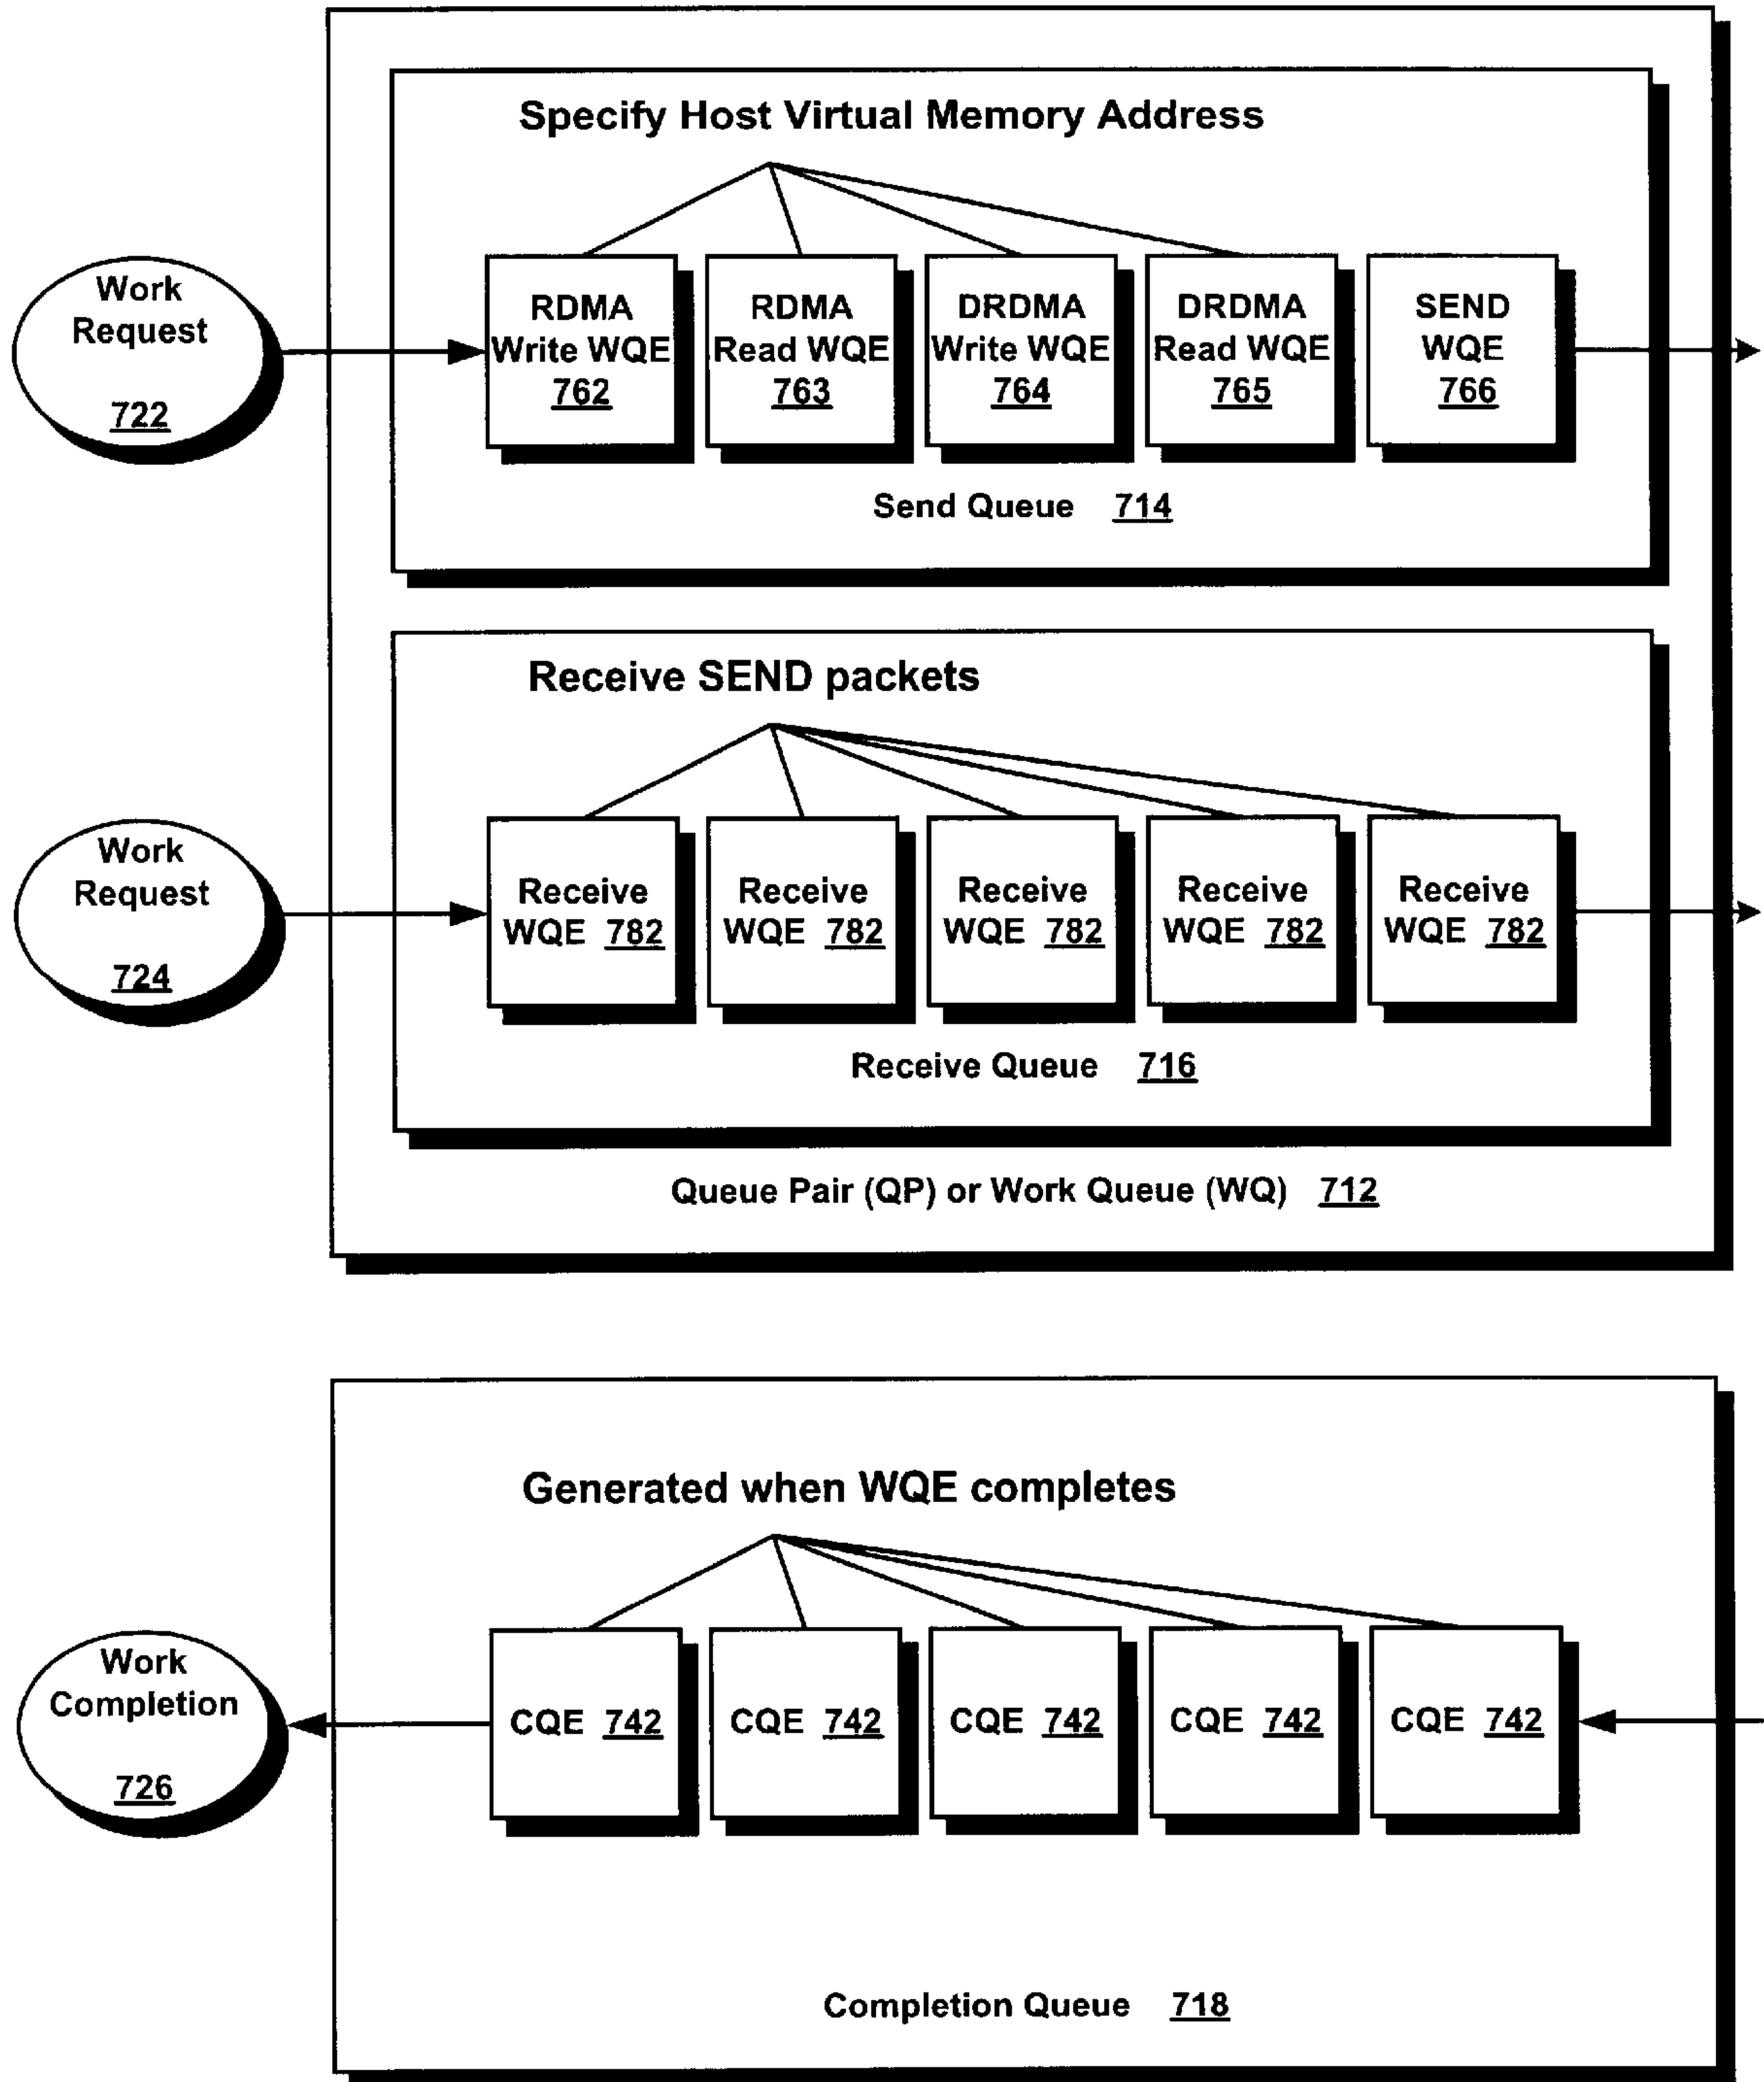 Specify Host Virtual Memory Address
Work
Request
722
RDMA
Write WQE
762
RDMA
Read WQE
763
DRDMA
Write WQE
764
DRDMA
Read WQE
765
SEND
WQE
766
Send Queue 714
Receive SEND packets
Work
Request
724
Receive
WQE 782
Receive
WQE 782
Receive
WQE 782
Receive
WQE 782
Receive
WQE 782
Receive Queue 716
Queue Pair (QP) or Work Queue (WQ) 712
Generated when WQE completes
Work
Completion
726
CQE 742
CQE 742
CQE 742
CQE 742
CQE 742
Completion Queue 718